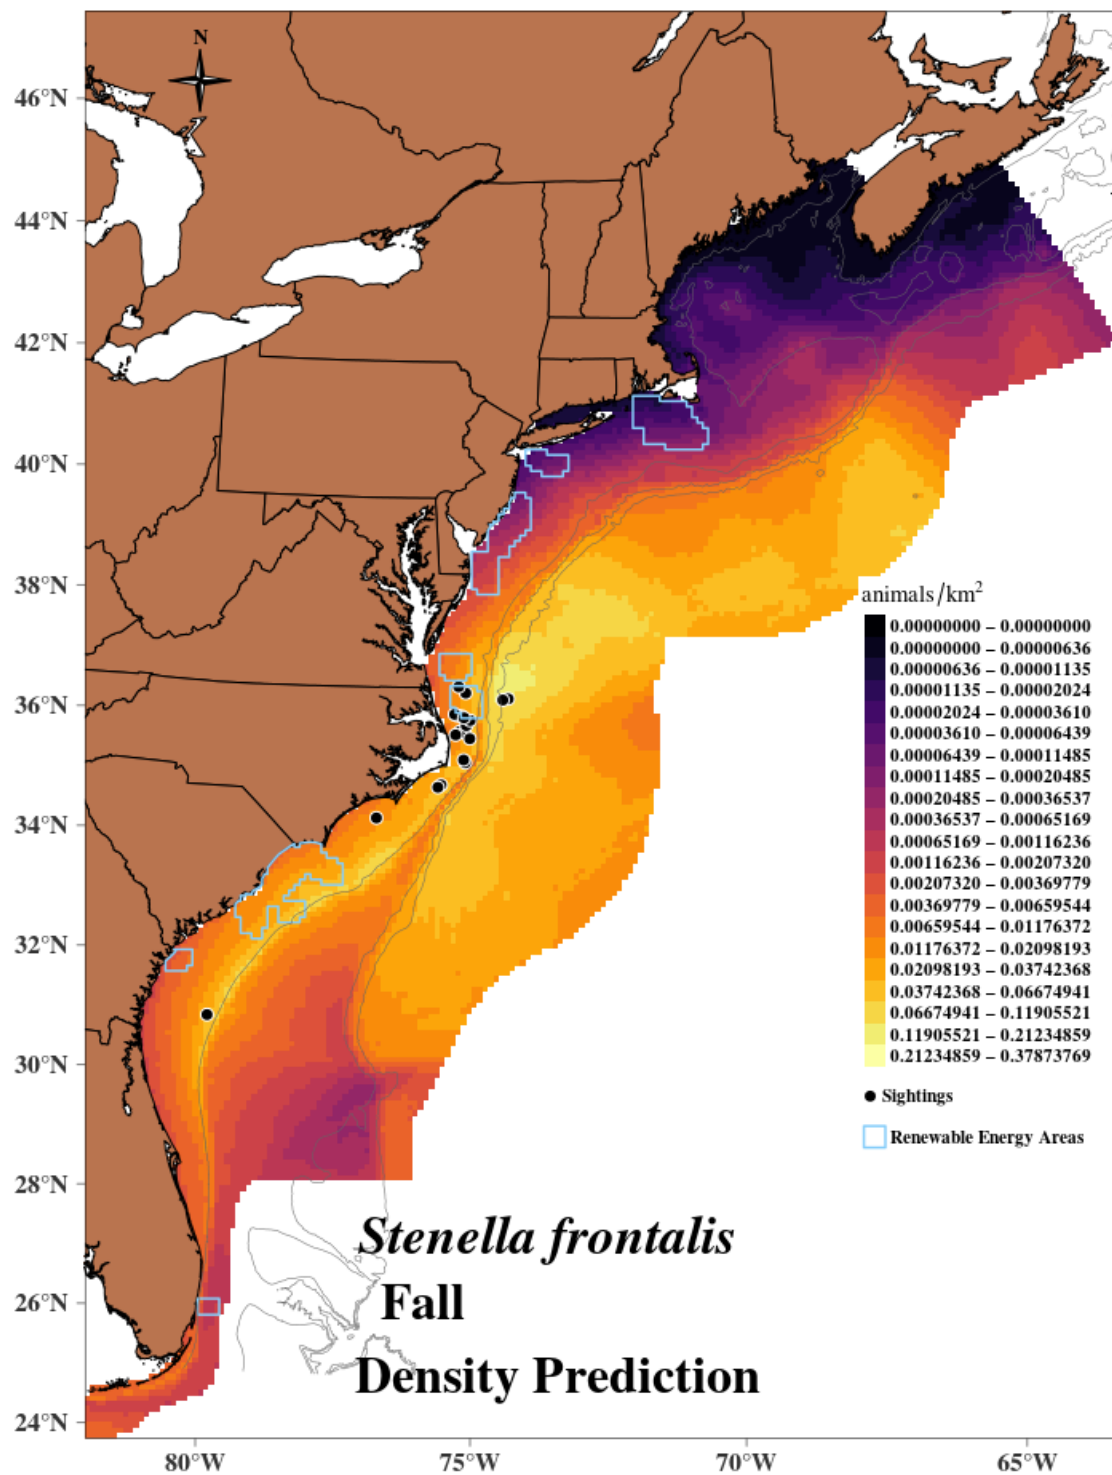 N
46°N
44°N
42°N
40°N
38°N
36°N
34°N
32°N
30°N
28°N
26°N
24°N
80°W
75°W
70°W
65°W
animals/km²
0.00000000 – 0.00000000
0.00000000 – 0.00000636
0.00000636 – 0.00001135
0.00001135 – 0.00002024
0.00002024 – 0.00003610
0.00003610 – 0.00006439
0.00006439 – 0.00011485
0.00011485 – 0.00020485
0.00020485 – 0.00036537
0.00036537 – 0.00065169
0.00065169 – 0.00116236
0.00116236 – 0.00207320
0.00207320 – 0.00369779
0.00369779 – 0.00659544
0.00659544 – 0.01176372
0.01176372 – 0.02098193
0.02098193 – 0.03742368
0.03742368 – 0.06674941
0.06674941 – 0.11905521
0.11905521 – 0.21234859
0.21234859 – 0.37873769
Sightings
Renewable Energy Areas
Stenella frontalis
Fall
Density Prediction